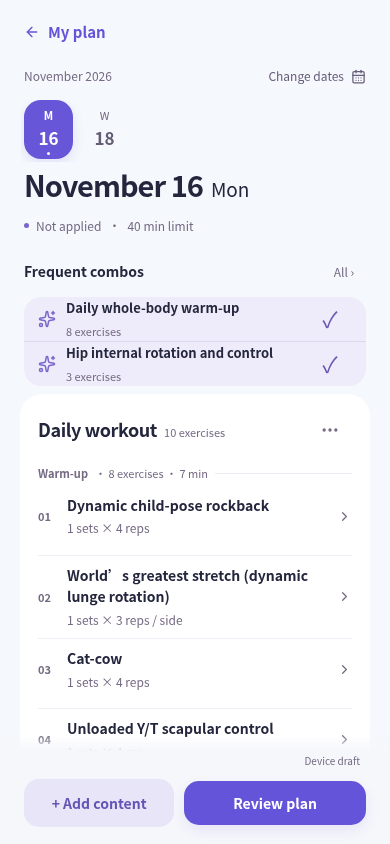 ← My plan
November 2026
Change dates
M
W
16
18
November 16 Mon
• Not applied • 40 min limit
Frequent combos
All ›
Daily whole-body warm-up
8 exercises
Hip internal rotation and control
3 exercises
Daily workout 10 exercises
Warm-up • 8 exercises • 7 min
01
Dynamic child-pose rockback
1 sets × 4 reps
02
World’s greatest stretch (dynamic
lunge rotation)
1 sets × 3 reps / side
03
Cat-cow
1 sets × 4 reps
04
Unloaded Y/T scapular control
Device draft
+ Add content
Review plan